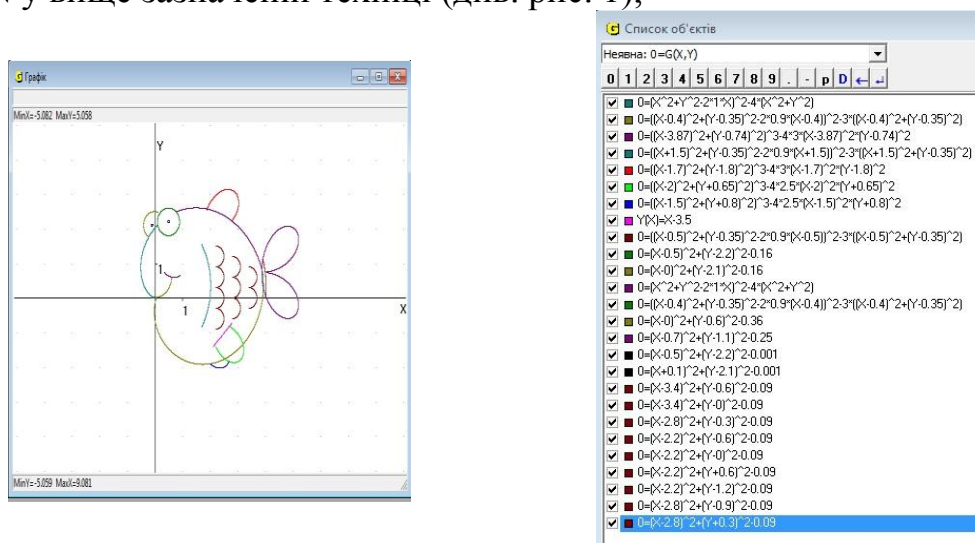 у вище зазначеній техніці (див. рис. 1),
Графік
MinX=-5.082 MaxY=5.058
Y
1
1
X
MinY=-5.059 MaxX=9.081
Список об'єктів
Неявна: 0=G(X,Y)
0 1 2 3 4 5 6 7 8 9 . - p D ← ↲
0=(X^2+Y^2-2*1*X)^2-4*(X^2+Y^2)
0=((X-0.4)^2+(Y-0.35)^2-2*0.9*(X-0.4))^2-3*((X-0.4)^2+(Y-0.35)^2)
0=((X-3.87)^2+(Y-0.74)^2)^3-4*3*(X-3.87)^2*(Y-0.74)^2
0=((X+1.5)^2+(Y-0.35)^2-2*0.9*(X+1.5))^2-3*((X+1.5)^2+(Y-0.35)^2)
0=((X-1.7)^2+(Y-1.8)^2)^3-4*3*(X-1.7)^2*(Y-1.8)^2
0=((X-2)^2+(Y+0.65)^2)^3-4*2.5*(X-2)^2*(Y+0.65)^2
0=((X-1.5)^2+(Y+0.8)^2)^3-4*2.5*(X-1.5)^2*(Y+0.8)^2
Y(X)=X-3.5
0=((X-0.5)^2+(Y-0.35)^2-2*0.9*(X-0.5))^2-3*((X-0.5)^2+(Y-0.35)^2)
0=(X-0.5)^2+(Y-2.2)^2-0.16
0=(X-0)^2+(Y-2.1)^2-0.16
0=(X^2+Y^2-2*1*X)^2-4*(X^2+Y^2)
0=((X-0.4)^2+(Y-0.35)^2-2*0.9*(X-0.4))^2-3*((X-0.4)^2+(Y-0.35)^2)
0=(X-0)^2+(Y-0.6)^2-0.36
0=(X-0.7)^2+(Y-1.1)^2-0.25
0=(X-0.5)^2+(Y-2.2)^2-0.001
0=(X+0.1)^2+(Y-2.1)^2-0.001
0=(X-3.4)^2+(Y-0.6)^2-0.09
0=(X-3.4)^2+(Y-0)^2-0.09
0=(X-2.8)^2+(Y-0.3)^2-0.09
0=(X-2.2)^2+(Y-0.6)^2-0.09
0=(X-2.2)^2+(Y-0)^2-0.09
0=(X-2.2)^2+(Y+0.6)^2-0.09
0=(X-2.2)^2+(Y-1.2)^2-0.09
0=(X-2.8)^2+(Y-0.9)^2-0.09
0=(X-2.8)^2+(Y+0.3)^2-0.09